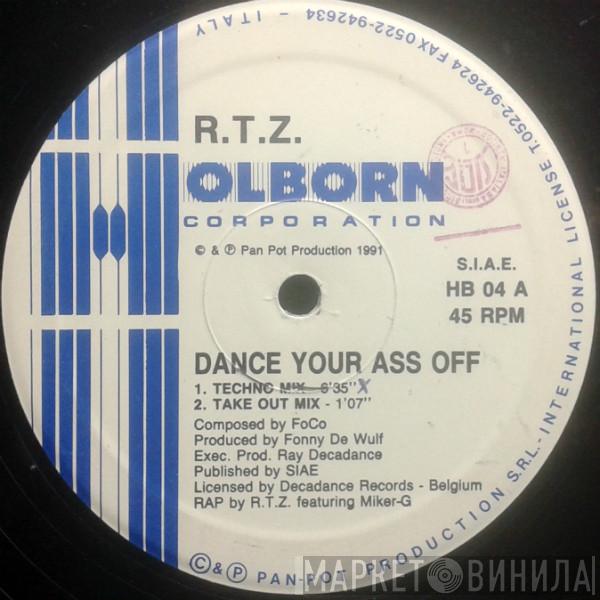 R.T.Z.
OLBORN
CORPORATION
© & ℗ Pan Pot Production 1991
S.I.A.E.
HB 04 A
45 RPM
DANCE YOUR ASS OFF
1. TECHNO MIX - 6'35" X
2. TAKE OUT MIX - 1'07"
Composed by FoCo
Produced by Fonny De Wulf
Exec. Prod. Ray Decadance
Published by SIAE
Licensed by Decadance Records - Belgium
RAP by R.T.Z. featuring Miker-G
© & ℗ PAN-POT PRODUCTION S.R.L. - INTERNATIONAL LICENSE T.0522-942624 FAX 0522-942634 - ITALY
МАРКЕТ ВИНИЛА